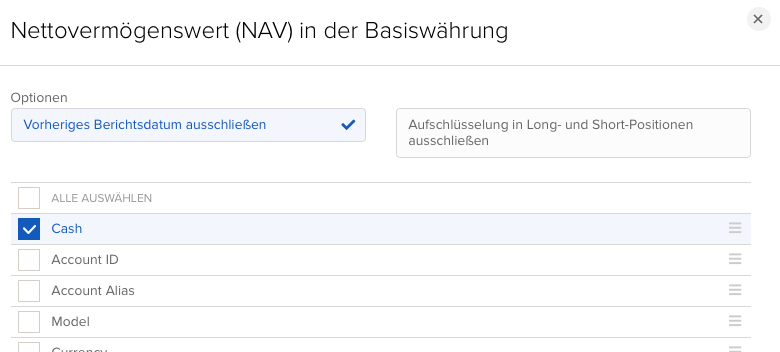 Nettovermögenswert (NAV) in der Basiswährung
Optionen
Vorheriges Berichtsdatum ausschließen
Aufschlüsselung in Long- und Short-Positionen
ausschließen
ALLE AUSWÄHLEN
Cash
Account ID
Account Alias
Model
Currency